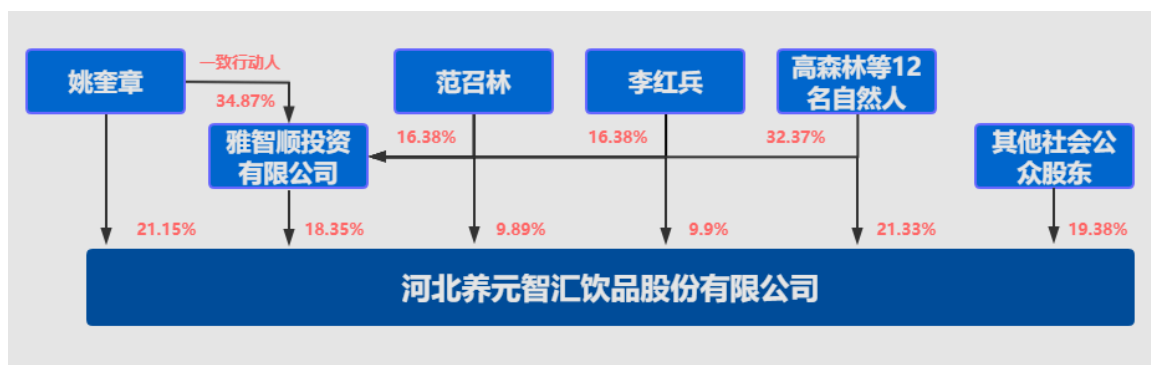 姚奎章
一致行动人
34.87%
范召林
李红兵
高森林等12
名自然人
雅智顺投资
有限公司
16.38%
16.38%
32.37%
其他社会公
众股东
21.15%
18.35%
9.89%
9.9%
21.33%
19.38%
河北养元智汇饮品股份有限公司